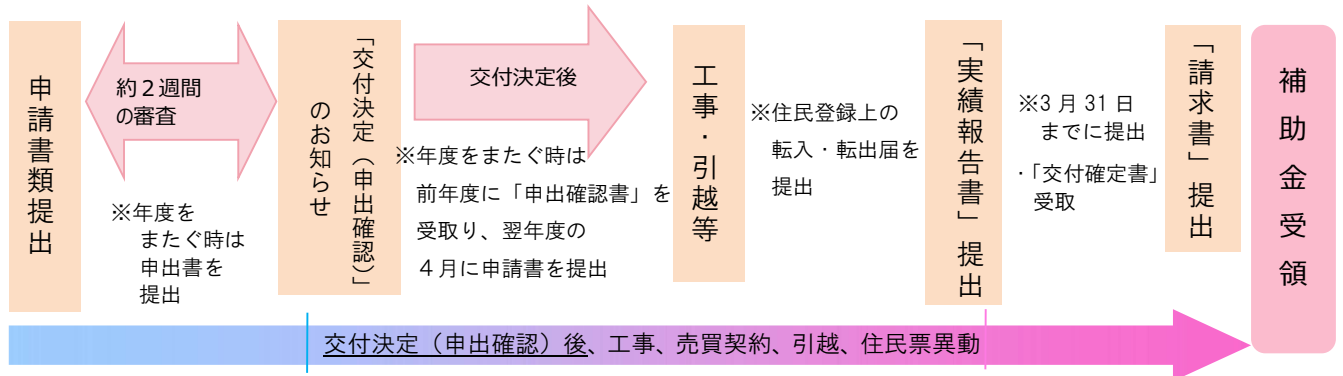 申請書類提出
約２週間
の審査
※年度を
またぐ時は
申出書を
提出
「交付決定（申出確認）」
のお知らせ
交付決定後
※年度をまたぐ時は
前年度に「申出確認書」を
受取り、翌年度の
４月に申請書を提出
工事・引越等
※住民登録上の
転入・転出届を
提出
「実績報告書」提出
※3 月 31 日
までに提出
・「交付確定書」
受取
「請求書」提出
補助金受領
交付決定（申出確認）後、工事、売買契約、引越、住民票異動